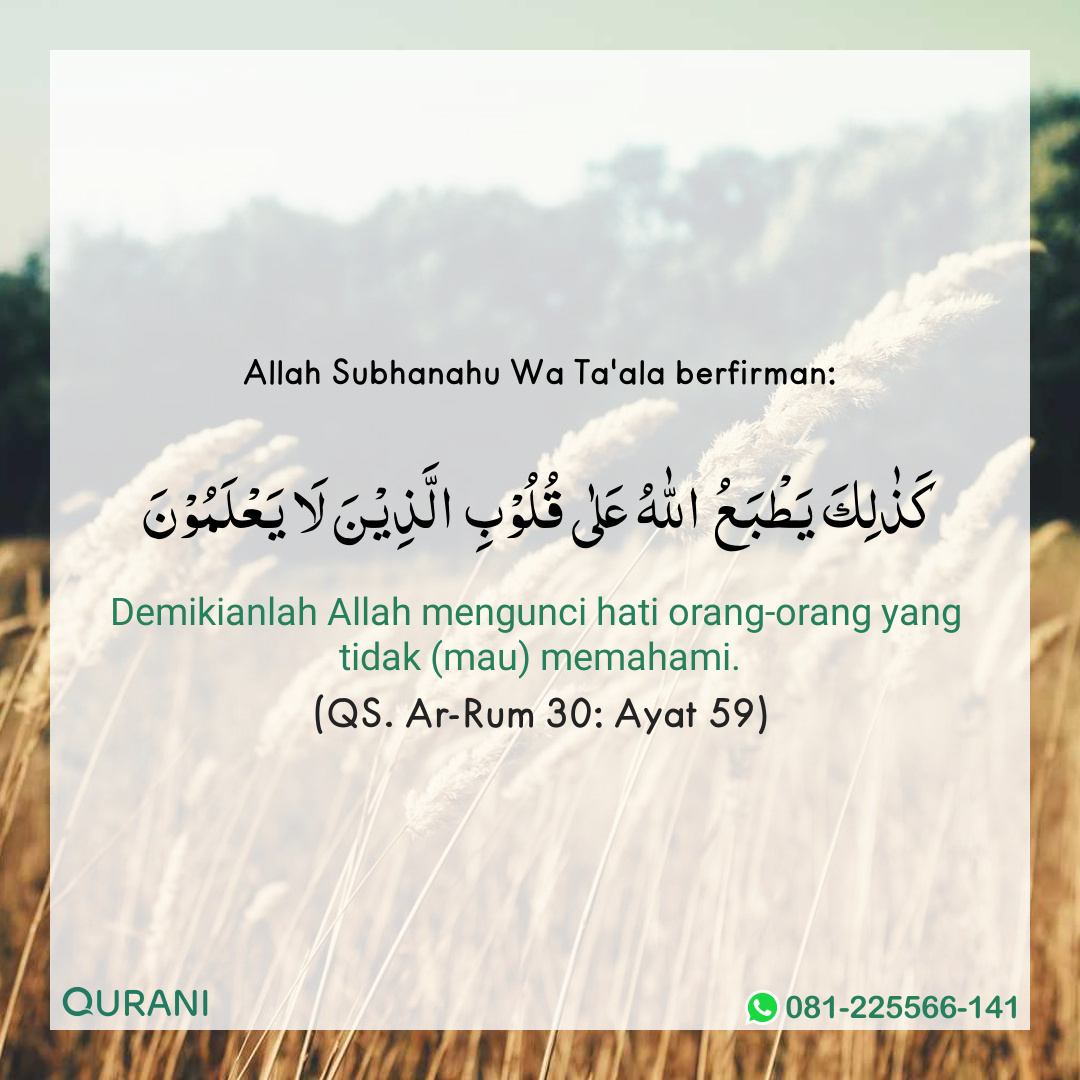 Allah Subhanahu Wa Ta'ala berfirman:
كَذٰلِكَ يَطْبَعُ اللّٰهُ عَلٰى قُلُوْبِ الَّذِيْنَ لَا يَعْلَمُوْنَ
Demikianlah Allah mengunci hati orang-orang yang
tidak (mau) memahami.
(QS. Ar-Rum 30: Ayat 59)
QURANI
081-225566-141